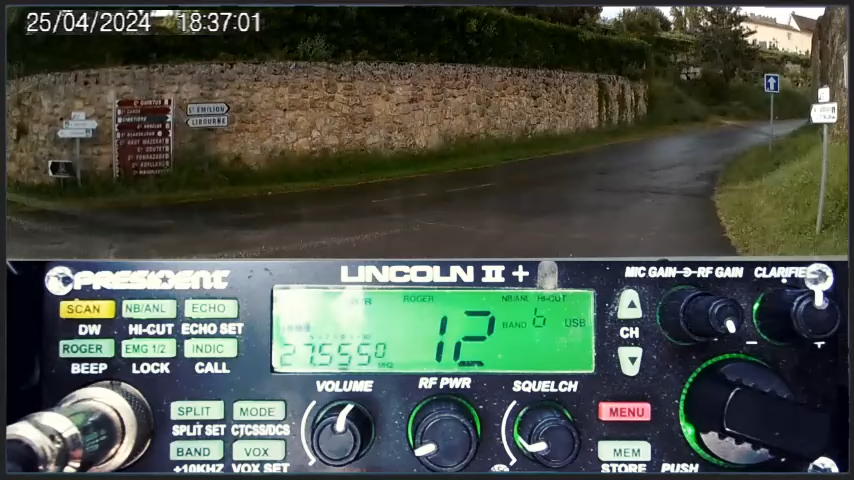 25/04/2024 18:37:01
ST EMILION
LIBOURNE
PRESIDENT
LINCOLN II +
MIC GAIN RF GAIN CLARIFIER
SCAN NB/ANL ECHO
DW HI-CUT ECHO SET
ROGER EMG 1/2 INDIC
BEEP LOCK CALL
ROGER NB/ANL HI-CUT
12 BAND 6 USB
27.5550 MHz
CH
VOLUME RF PWR SQUELCH
SPLIT MODE
SPLIT SET CTCSS/DCS
BAND VOX
+10KHZ VOX SET
MENU
MEM
STORE PUSH